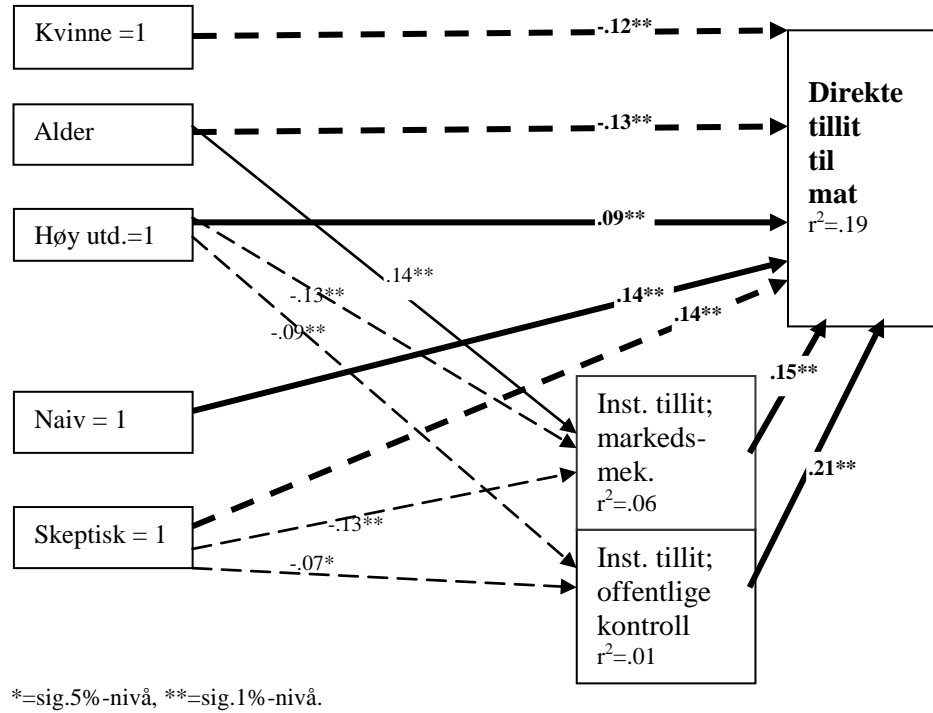 Kvinne =1
-.12**
Alder
-.13**
Direkte
tillit
til
mat
r²=.19
Høy utd.=1
.09**
.14**
-.13**
-.09**
.14**
.14**
Naiv = 1
Inst. tillit;
markeds-
mek.
r²=.06
.15**
.21**
Skeptisk = 1
-.13**
-.07*
Inst. tillit;
offentlige
kontroll
r²=.01
*=sig.5%-nivå, **=sig.1%-nivå.